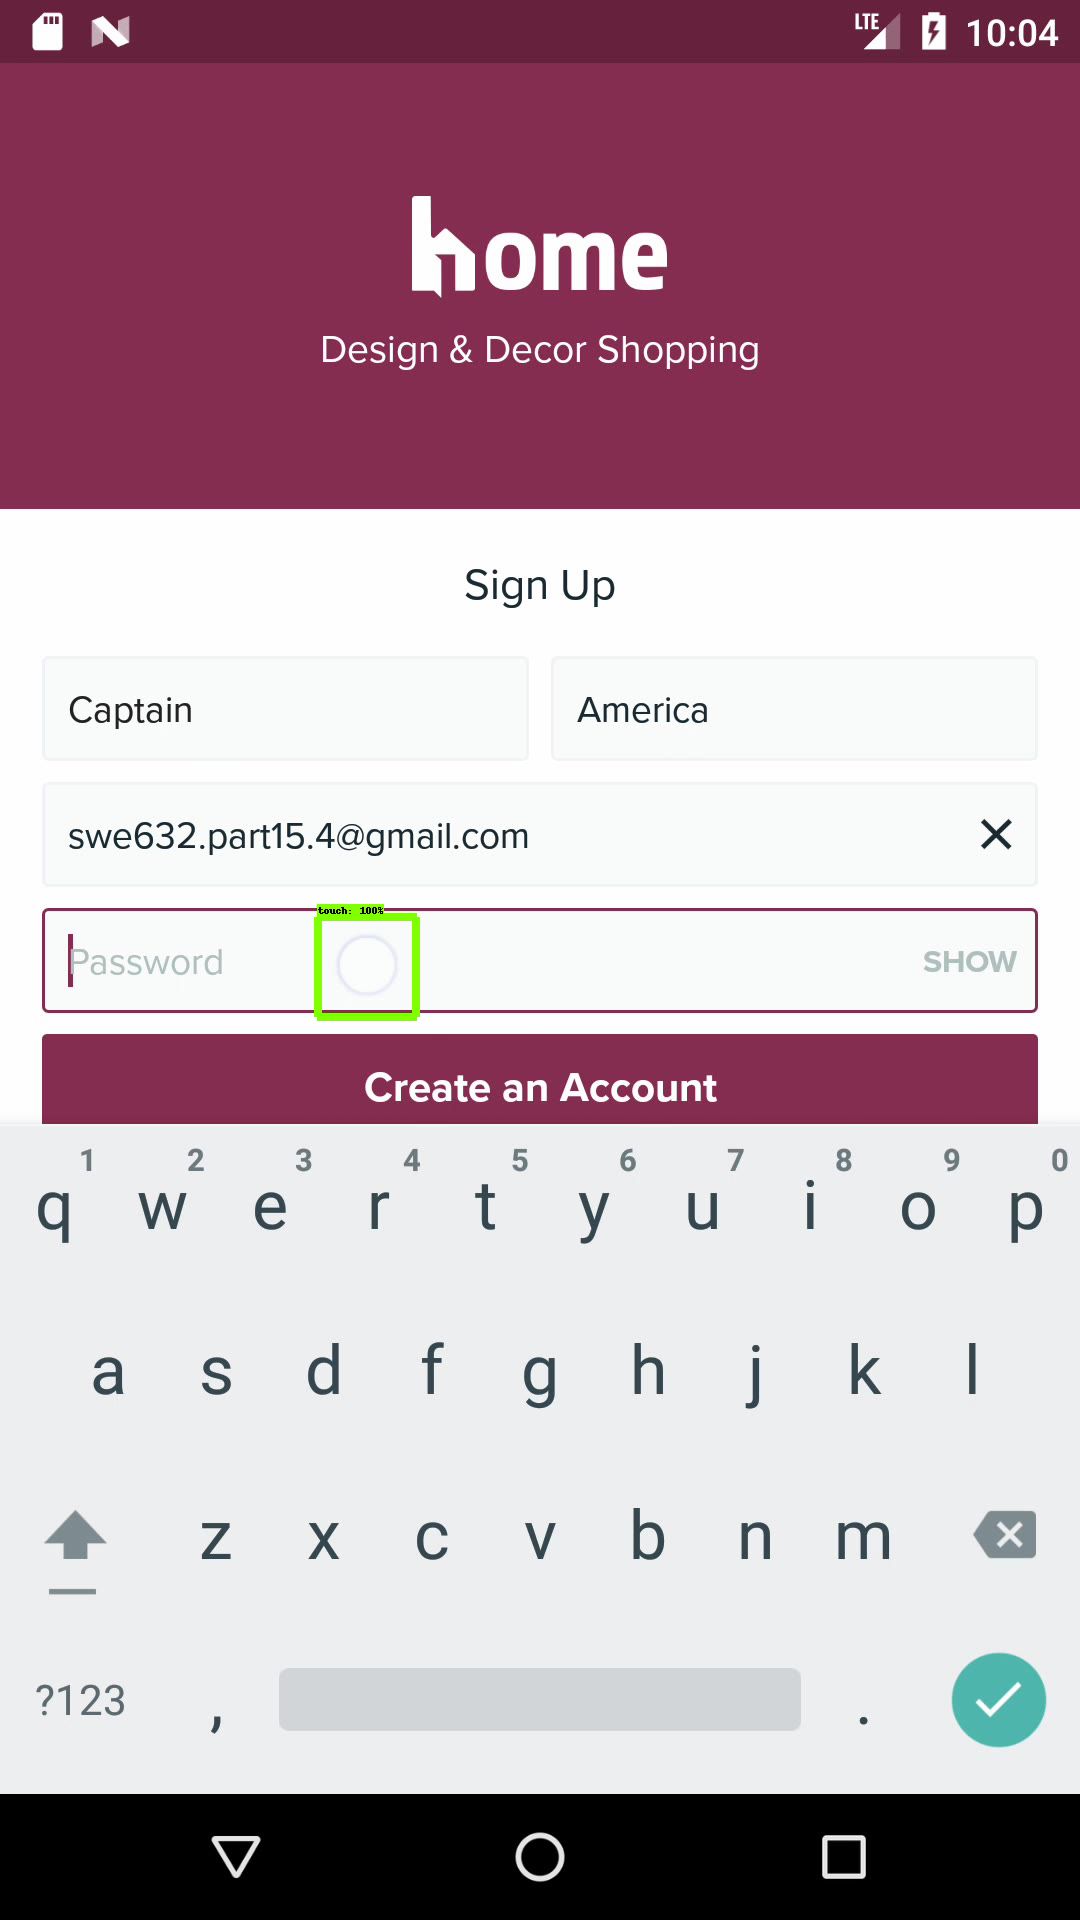 LTE 10:04
home
Design & Decor Shopping
Sign Up
Captain America
swe632.part15.4@gmail.com
touch: 100%
Password SHOW
Create an Account
1 2 3 4 5 6 7 8 9 0
q w e r t y u i o p
a s d f g h j k l
z x c v b n m
?123 , .